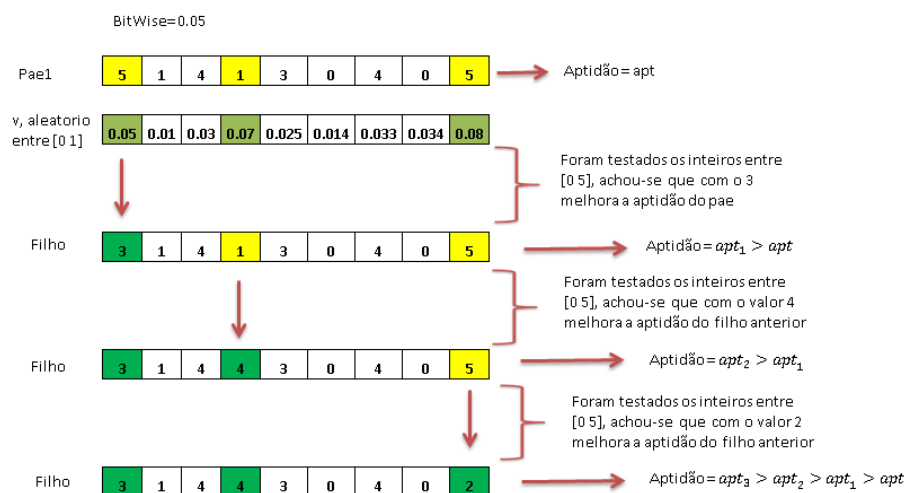 BitWise=0.05
Pae1
5 1 4 1 3 0 4 0 5
Aptidão=apt
v, aleatorio
entre [0 1]
0.05 0.01 0.03 0.07 0.025 0.014 0.033 0.034 0.08
Foram testados os inteiros entre
[0 5], achou-se que com o 3
melhora a aptidão do pae
Filho
3 1 4 1 3 0 4 0 5
Aptidão=apt₁ > apt
Foram testados os inteiros entre
[0 5], achou-se que com o valor 4
melhora a aptidão do filho anterior
Filho
3 1 4 4 3 0 4 0 5
Aptidão=apt₂ > apt₁
Foram testados os inteiros entre
[0 5], achou-se que com o valor 2
melhora a aptidão do filho anterior
Filho
3 1 4 4 3 0 4 0 2
Aptidão=apt₃ > apt₂ > apt₁ > apt